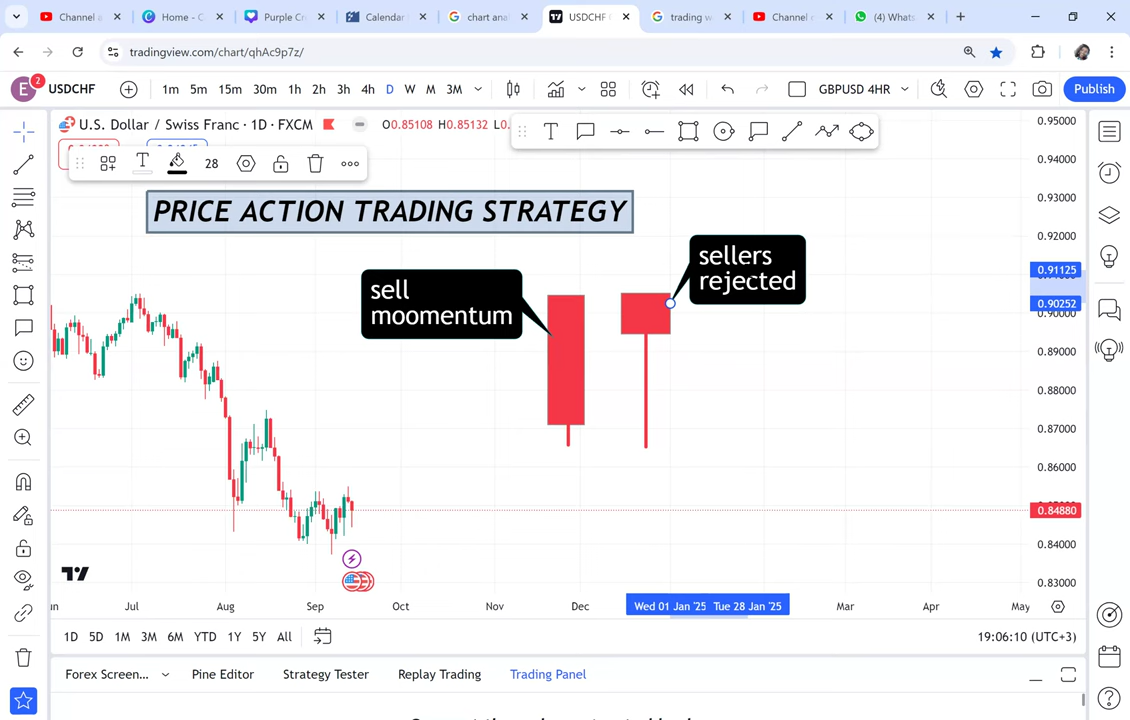 Channel a
Home - C
Purple Cr
Calendar
chart anal
USDCHF
trading w
Channel c
(4) Whats
tradingview.com/chart/qhAc9p7z/
E 2 USDCHF 1m 5m 15m 30m 1h 2h 3h 4h D W M 3M GBPUSD 4HR Publish
U.S. Dollar / Swiss Franc · 1D · FXCM O0.85108 H0.85132 L0.
T
T 28
PRICE ACTION TRADING STRATEGY
sellers
rejected
sell
moomentum
0.95000
0.94000
0.93000
0.92000
0.91125
0.90252
0.90000
0.89000
0.88000
0.87000
0.86000
0.84880
0.84000
0.83000
un Jul Aug Sep Oct Nov Dec Wed 01 Jan '25 Tue 28 Jan '25 Mar Apr May
1D 5D 1M 3M 6M YTD 1Y 5Y All 19:06:10 (UTC+3)
Forex Screen... Pine Editor Strategy Tester Replay Trading Trading Panel